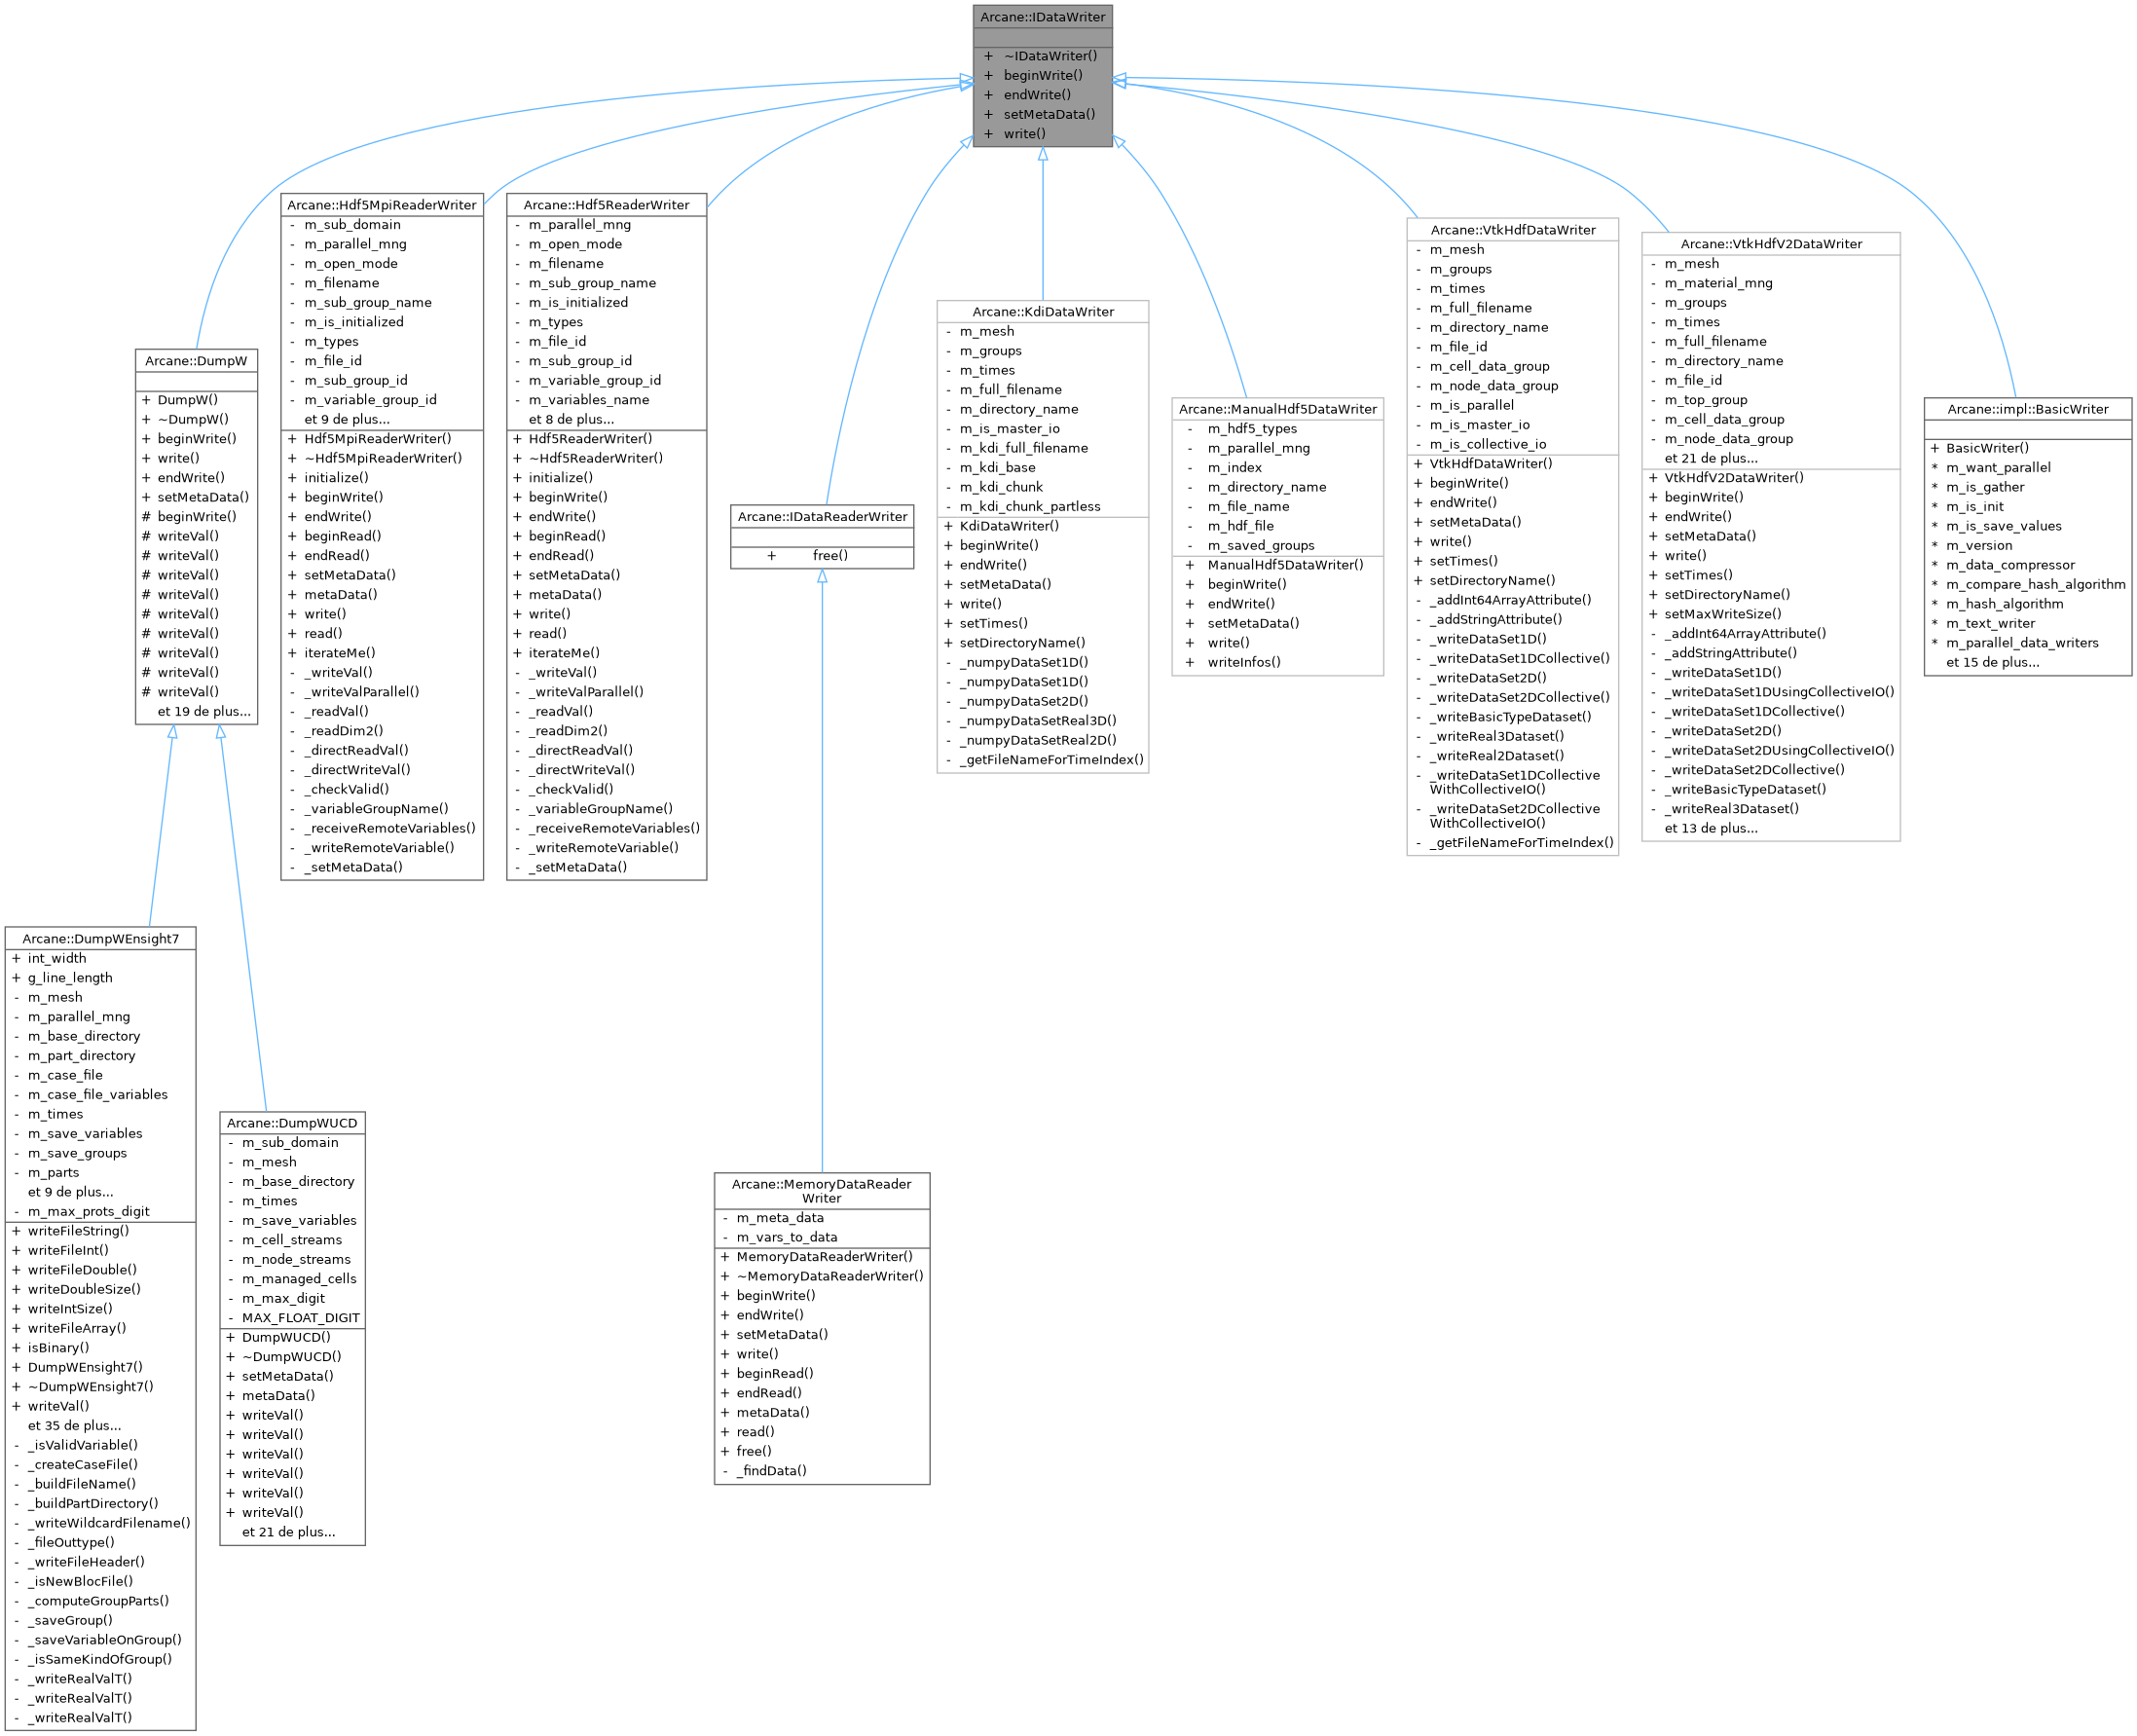 Arcane::IDataWriter
+ ~IDataWriter()
+ beginWrite()
+ endWrite()
+ setMetaData()
+ write()
Arcane::Hdf5MpiReaderWriter
- m_sub_domain
- m_parallel_mng
- m_open_mode
- m_filename
- m_sub_group_name
- m_is_initialized
- m_types
- m_file_id
- m_sub_group_id
- m_variable_group_id
et 9 de plus...
+ Hdf5MpiReaderWriter()
+ ~Hdf5MpiReaderWriter()
+ initialize()
+ beginWrite()
+ endWrite()
+ beginRead()
+ endRead()
+ setMetaData()
+ metaData()
+ write()
+ read()
+ iterateMe()
- _writeVal()
- _writeValParallel()
- _readVal()
- _readDim2()
- _directReadVal()
- _directWriteVal()
- _checkValid()
- _variableGroupName()
- _receiveRemoteVariables()
- _writeRemoteVariable()
- _setMetaData()
Arcane::Hdf5ReaderWriter
- m_parallel_mng
- m_open_mode
- m_filename
- m_sub_group_name
- m_is_initialized
- m_types
- m_file_id
- m_sub_group_id
- m_variable_group_id
- m_variables_name
et 8 de plus...
+ Hdf5ReaderWriter()
+ ~Hdf5ReaderWriter()
+ initialize()
+ beginWrite()
+ endWrite()
+ beginRead()
+ endRead()
+ setMetaData()
+ metaData()
+ write()
+ read()
+ iterateMe()
- _writeVal()
- _writeValParallel()
- _readVal()
- _readDim2()
- _directReadVal()
- _directWriteVal()
- _checkValid()
- _variableGroupName()
- _receiveRemoteVariables()
- _writeRemoteVariable()
- _setMetaData()
Arcane::VtkHdfDataWriter
- m_mesh
- m_groups
- m_times
- m_full_filename
- m_directory_name
- m_file_id
- m_cell_data_group
- m_node_data_group
- m_is_parallel
- m_is_master_io
- m_is_collective_io
+ VtkHdfDataWriter()
+ beginWrite()
+ endWrite()
+ setMetaData()
+ write()
+ setTimes()
+ setDirectoryName()
- _addInt64ArrayAttribute()
- _addStringAttribute()
- _writeDataSet1D()
- _writeDataSet1DCollective()
- _writeDataSet2D()
- _writeDataSet2DCollective()
- _writeBasicTypeDataset()
- _writeReal3Dataset()
- _writeReal2Dataset()
- _writeDataSet1DCollective
WithCollectiveIO()
- _writeDataSet2DCollective
WithCollectiveIO()
- _getFileNameForTimeIndex()
Arcane::VtkHdfV2DataWriter
- m_mesh
- m_material_mng
- m_groups
- m_times
- m_full_filename
- m_directory_name
- m_file_id
- m_top_group
- m_cell_data_group
- m_node_data_group
et 21 de plus...
+ VtkHdfV2DataWriter()
+ beginWrite()
+ endWrite()
+ setMetaData()
+ write()
+ setTimes()
+ setDirectoryName()
+ setMaxWriteSize()
- _addInt64ArrayAttribute()
- _addStringAttribute()
- _writeDataSet1D()
- _writeDataSet1DUsingCollectiveIO()
- _writeDataSet1DCollective()
- _writeDataSet2D()
- _writeDataSet2DUsingCollectiveIO()
- _writeDataSet2DCollective()
- _writeBasicTypeDataset()
- _writeReal3Dataset()
et 13 de plus...
Arcane::KdiDataWriter
- m_mesh
- m_groups
- m_times
- m_full_filename
- m_directory_name
- m_is_master_io
- m_kdi_full_filename
- m_kdi_base
- m_kdi_chunk
- m_kdi_chunk_partless
+ KdiDataWriter()
+ beginWrite()
+ endWrite()
+ setMetaData()
+ write()
+ setTimes()
+ setDirectoryName()
- _numpyDataSet1D()
- _numpyDataSet1D()
- _numpyDataSet2D()
- _numpyDataSetReal3D()
- _numpyDataSetReal2D()
- _getFileNameForTimeIndex()
Arcane::DumpW
+ DumpW()
+ ~DumpW()
+ beginWrite()
+ write()
+ endWrite()
+ setMetaData()
# beginWrite()
# writeVal()
# writeVal()
# writeVal()
# writeVal()
# writeVal()
# writeVal()
# writeVal()
# writeVal()
# writeVal()
et 19 de plus...
Arcane::ManualHdf5DataWriter
- m_hdf5_types
- m_parallel_mng
- m_index
- m_directory_name
- m_file_name
- m_hdf_file
- m_saved_groups
+ ManualHdf5DataWriter()
+ beginWrite()
+ endWrite()
+ setMetaData()
+ write()
+ writeInfos()
Arcane::impl::BasicWriter
+ BasicWriter()
* m_want_parallel
* m_is_gather
* m_is_init
* m_is_save_values
* m_version
* m_data_compressor
* m_compare_hash_algorithm
* m_hash_algorithm
* m_text_writer
* m_parallel_data_writers
et 15 de plus...
Arcane::IDataReaderWriter
+ free()
Arcane::DumpWEnsight7
+ int_width
+ g_line_length
- m_mesh
- m_parallel_mng
- m_base_directory
- m_part_directory
- m_case_file
- m_case_file_variables
- m_times
- m_save_variables
- m_save_groups
- m_parts
et 9 de plus...
- m_max_prots_digit
+ writeFileString()
+ writeFileInt()
+ writeFileDouble()
+ writeDoubleSize()
+ writeIntSize()
+ writeFileArray()
+ isBinary()
+ DumpWEnsight7()
+ ~DumpWEnsight7()
+ writeVal()
et 35 de plus...
- _isValidVariable()
- _createCaseFile()
- _buildFileName()
- _buildPartDirectory()
- _writeWildcardFilename()
- _fileOuttype()
- _writeFileHeader()
- _isNewBlocFile()
- _computeGroupParts()
- _saveGroup()
- _saveVariableOnGroup()
- _isSameKindOfGroup()
- _writeRealValT()
- _writeRealValT()
- _writeRealValT()
Arcane::DumpWUCD
- m_sub_domain
- m_mesh
- m_base_directory
- m_times
- m_save_variables
- m_cell_streams
- m_node_streams
- m_managed_cells
- m_max_digit
- MAX_FLOAT_DIGIT
+ DumpWUCD()
+ ~DumpWUCD()
+ setMetaData()
+ metaData()
+ writeVal()
+ writeVal()
+ writeVal()
+ writeVal()
+ writeVal()
+ writeVal()
et 21 de plus...
Arcane::MemoryDataReader
Writer
- m_meta_data
- m_vars_to_data
+ MemoryDataReaderWriter()
+ ~MemoryDataReaderWriter()
+ beginWrite()
+ endWrite()
+ setMetaData()
+ write()
+ beginRead()
+ endRead()
+ metaData()
+ read()
+ free()
- _findData()